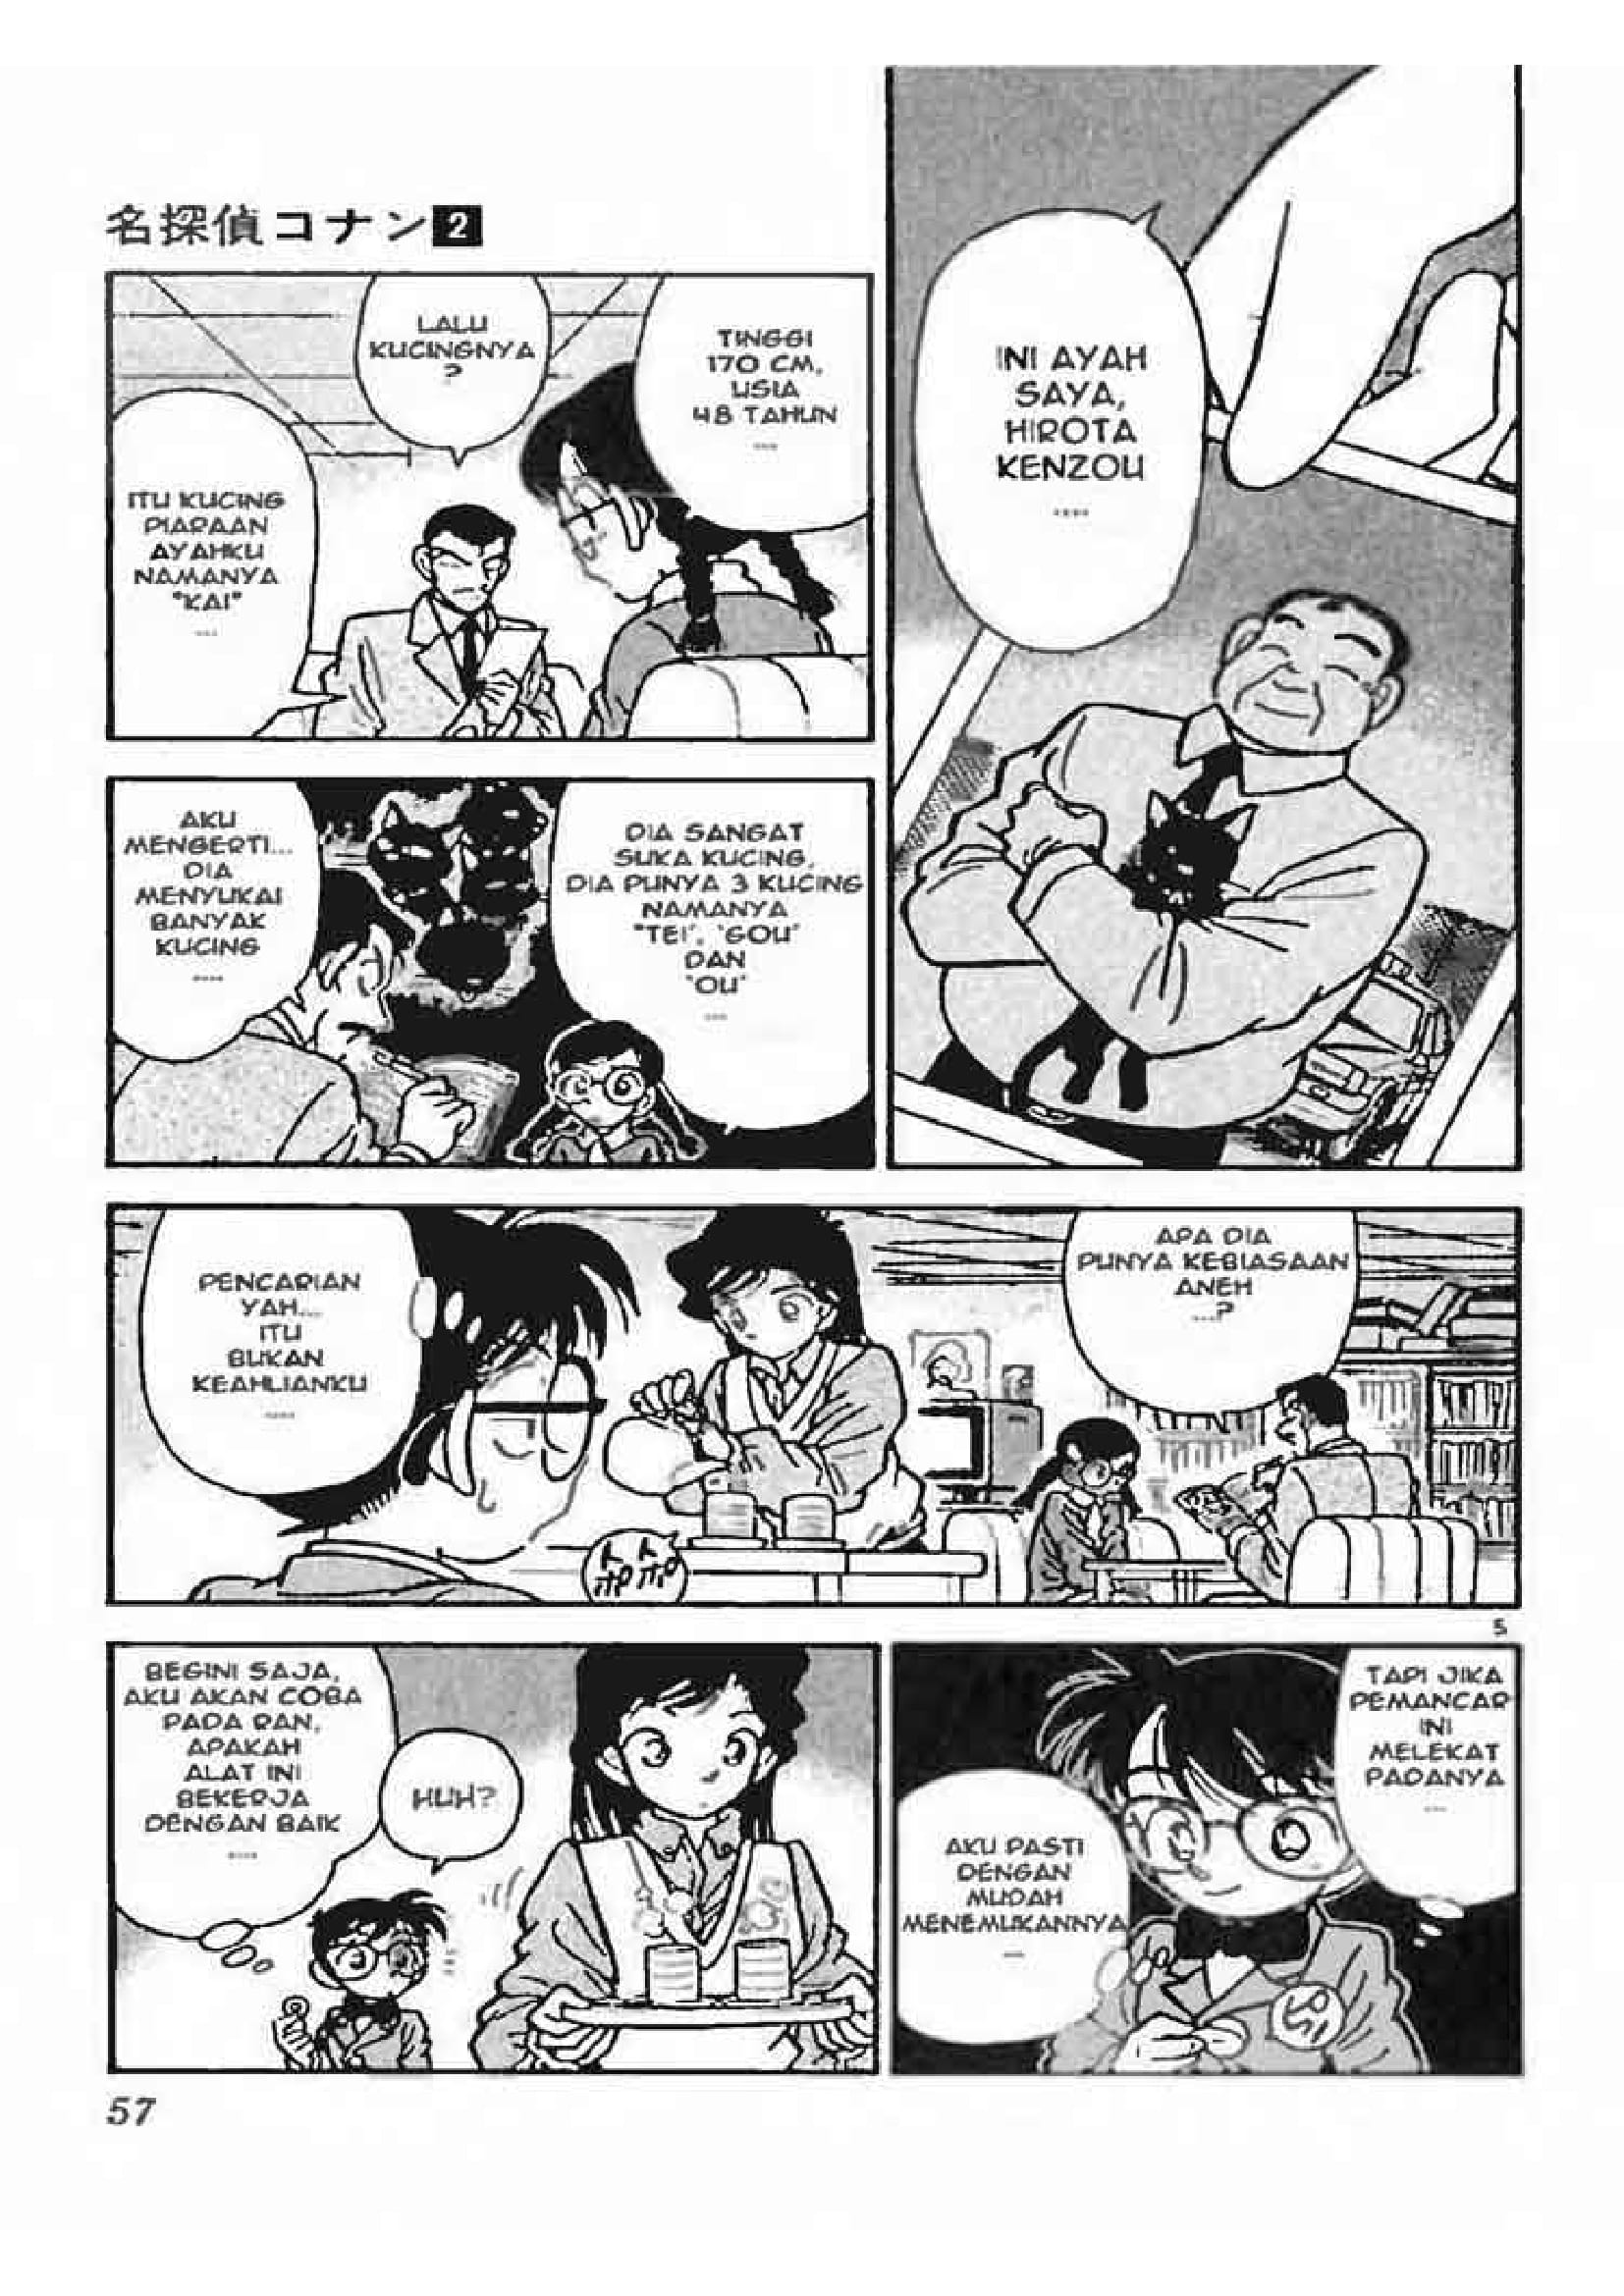 名探偵コナン2
INI AYAH
SAYA,
HIROTA
KENZOU
....
TINGGI
170 CM,
USIA
48 TAHUN
...
LALU
KUCINGNYA
?
ITU KUCING
PIARAAN
AYAHKU
NAMANYA
"KAI"
...
DIA SANGAT
SUKA KUCING,
DIA PUNYA 3 KUCING
NAMANYA
"TEI", "GOU"
DAN
"OU"
...
AKU
MENGERTI...
DIA
MENYUKAI
BANYAK
KUCING
....
APA DIA
PUNYA KEBIASAAN
ANEH
...?
PENCARIAN
YAH...
ITU
BUKAN
KEAHLIANKU
....
トポトポ
5
TAPI JIKA
PEMANCAR
INI
MELEKAT
PADANYA
...
AKU PASTI
DENGAN
MUDAH
MENEMUKANNYA
...
BEGINI SAJA,
AKU AKAN COBA
PADA RAN,
APAKAH
ALAT INI
BEKERJA
DENGAN BAIK
....
HUH?
57